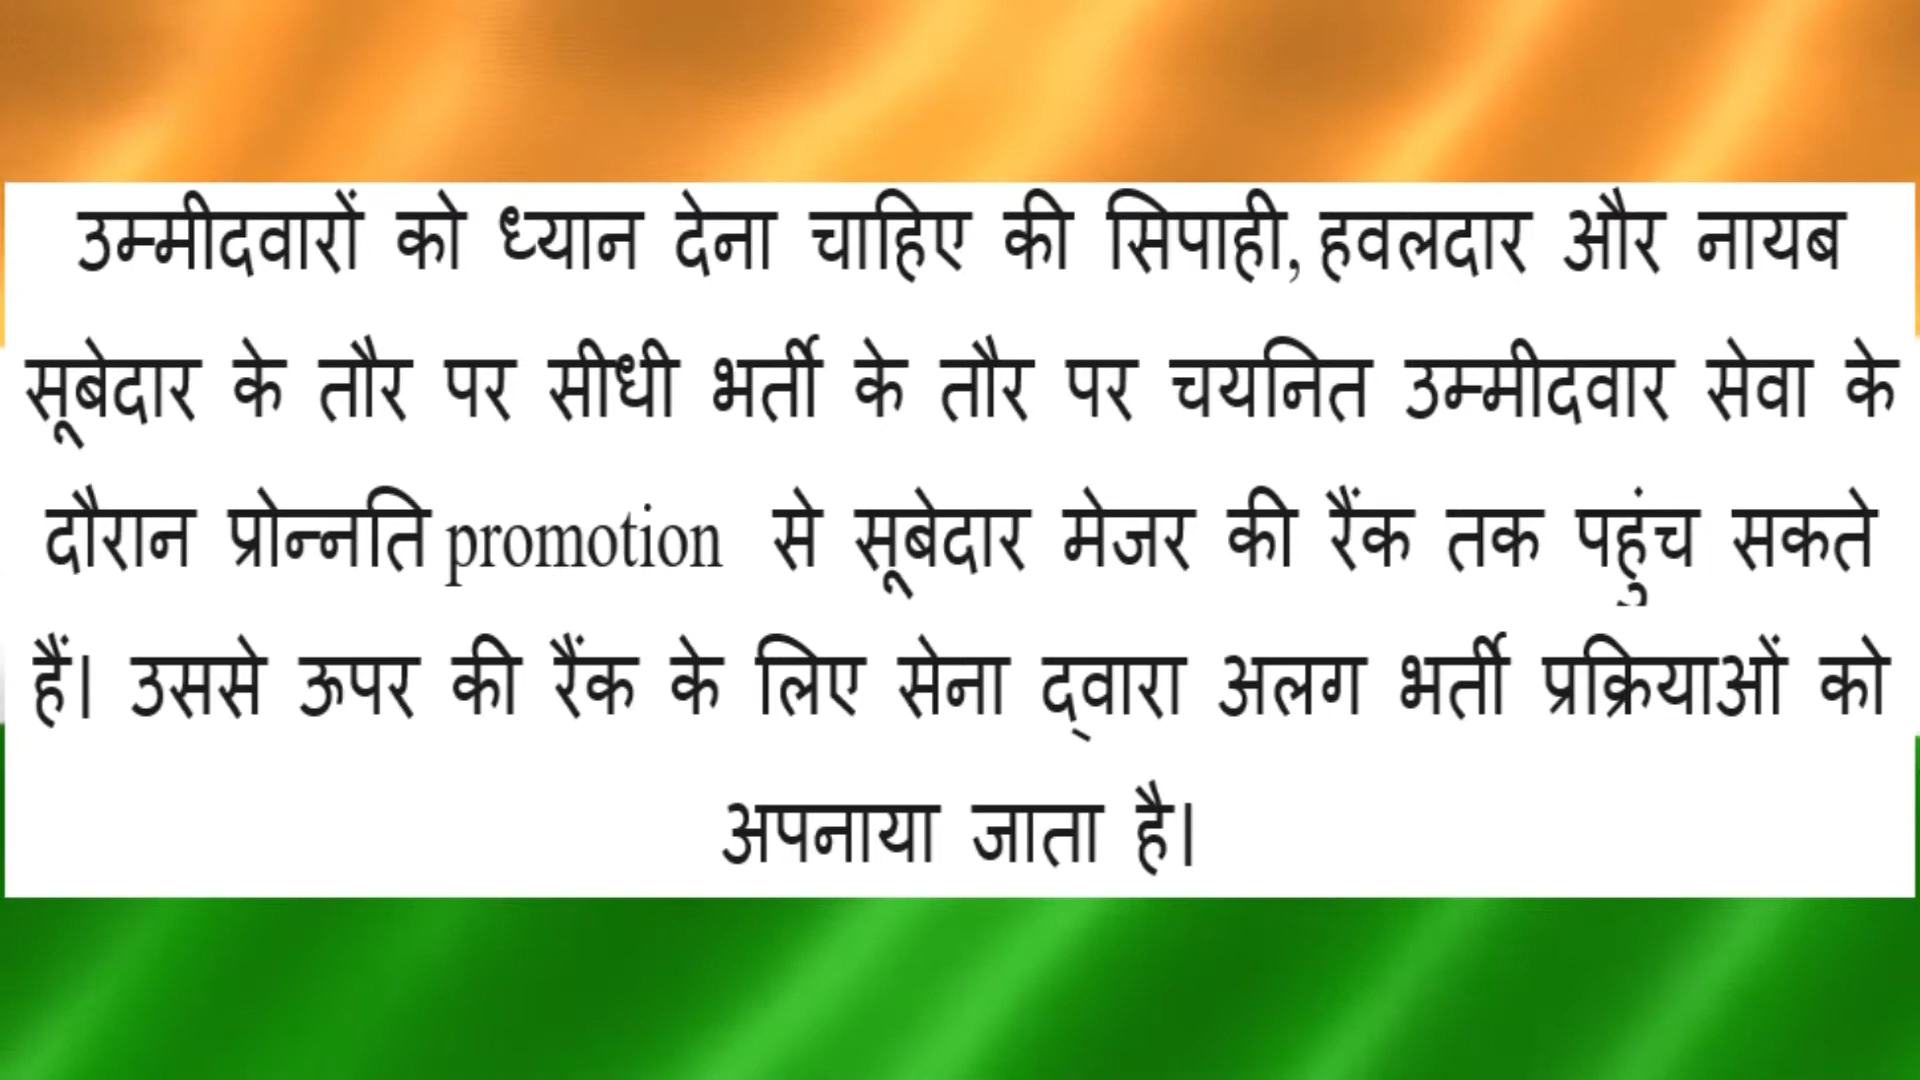 उम्मीदवारों को ध्यान देना चाहिए की सिपाही, हवलदार और नायब
सूबेदार के तौर पर सीधी भर्ती के तौर पर चयनित उम्मीदवार सेवा के
दौरान प्रोन्नति promotion से सूबेदार मेजर की रैंक तक पहुंच सकते
हैं। उससे ऊपर की रैंक के लिए सेना द्वारा अलग भर्ती प्रक्रियाओं को
अपनाया जाता है।